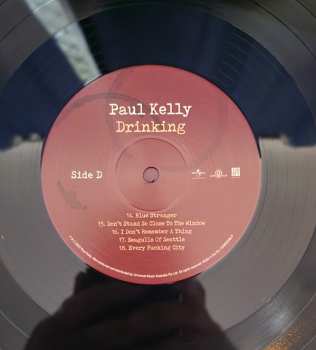 Paul Kelly
Drinking
Side D
14. Blue Stranger
15. Don't Stand So Close To The Window
16. I Don't Remember A Thing
17. Seagulls Of Seattle
18. Every Fucking City